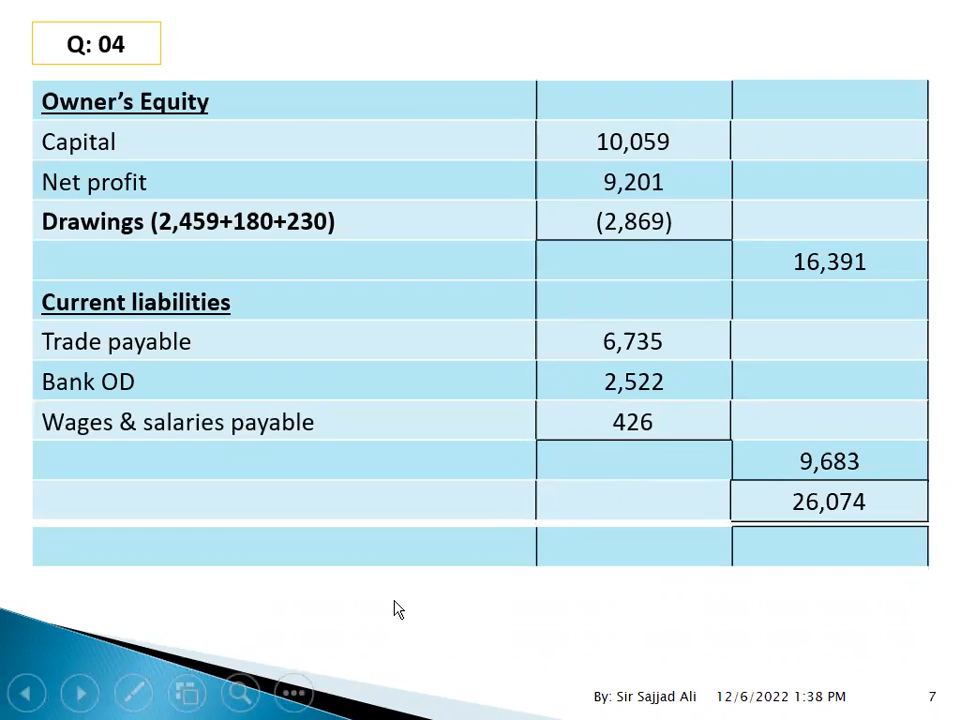 Q: 04
Owner’s Equity
Capital 10,059
Net profit 9,201
Drawings (2,459+180+230) (2,869)
16,391
Current liabilities
Trade payable 6,735
Bank OD 2,522
Wages & salaries payable 426
9,683
26,074
By: Sir Sajjad Ali 12/6/2022 1:38 PM 7